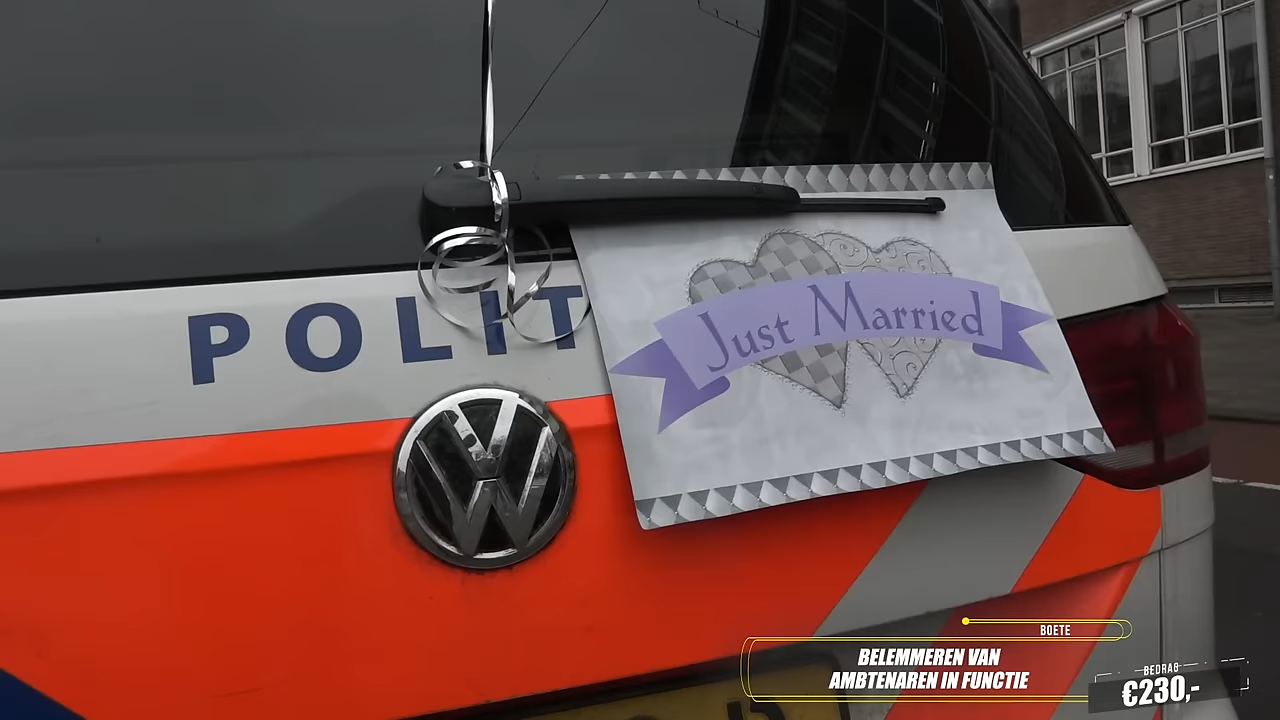 POLIT
Just Married
BOETE
BELEMMEREN VAN
AMBTENAREN IN FUNCTIE
BEDRAG
€230,-